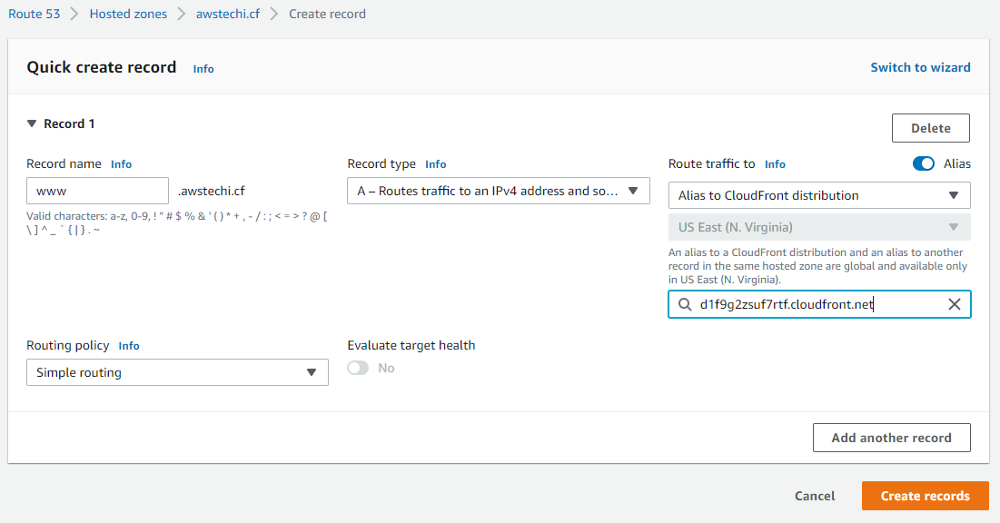 Route 53 > Hosted zones > awstechi.cf > Create record
Quick create record Info
Switch to wizard
Record 1
Delete
Record name Info
www
.awstechi.cf
Valid characters: a-z, 0-9, ! " # $ % & ' ( ) * + , - / : ; < = > ? @ [
\ ] ^ _ ` { | } . ~
Record type Info
A – Routes traffic to an IPv4 address and so...
Route traffic to Info
Alias
Alias to CloudFront distribution
US East (N. Virginia)
An alias to a CloudFront distribution and an alias to another
record in the same hosted zone are global and available only
in US East (N. Virginia).
d1f9g2zsuf7rtf.cloudfront.net
Routing policy Info
Simple routing
Evaluate target health
No
Add another record
Cancel
Create records